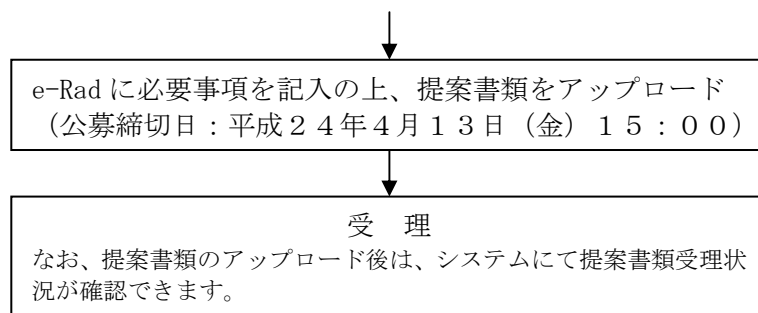 e-Rad に必要事項を記入の上、提案書類をアップロード
（公募締切日：平成２４年４月１３日（金）１５：００）
受　理
なお、提案書類のアップロード後は、システムにて提案書類受理状
況が確認できます。